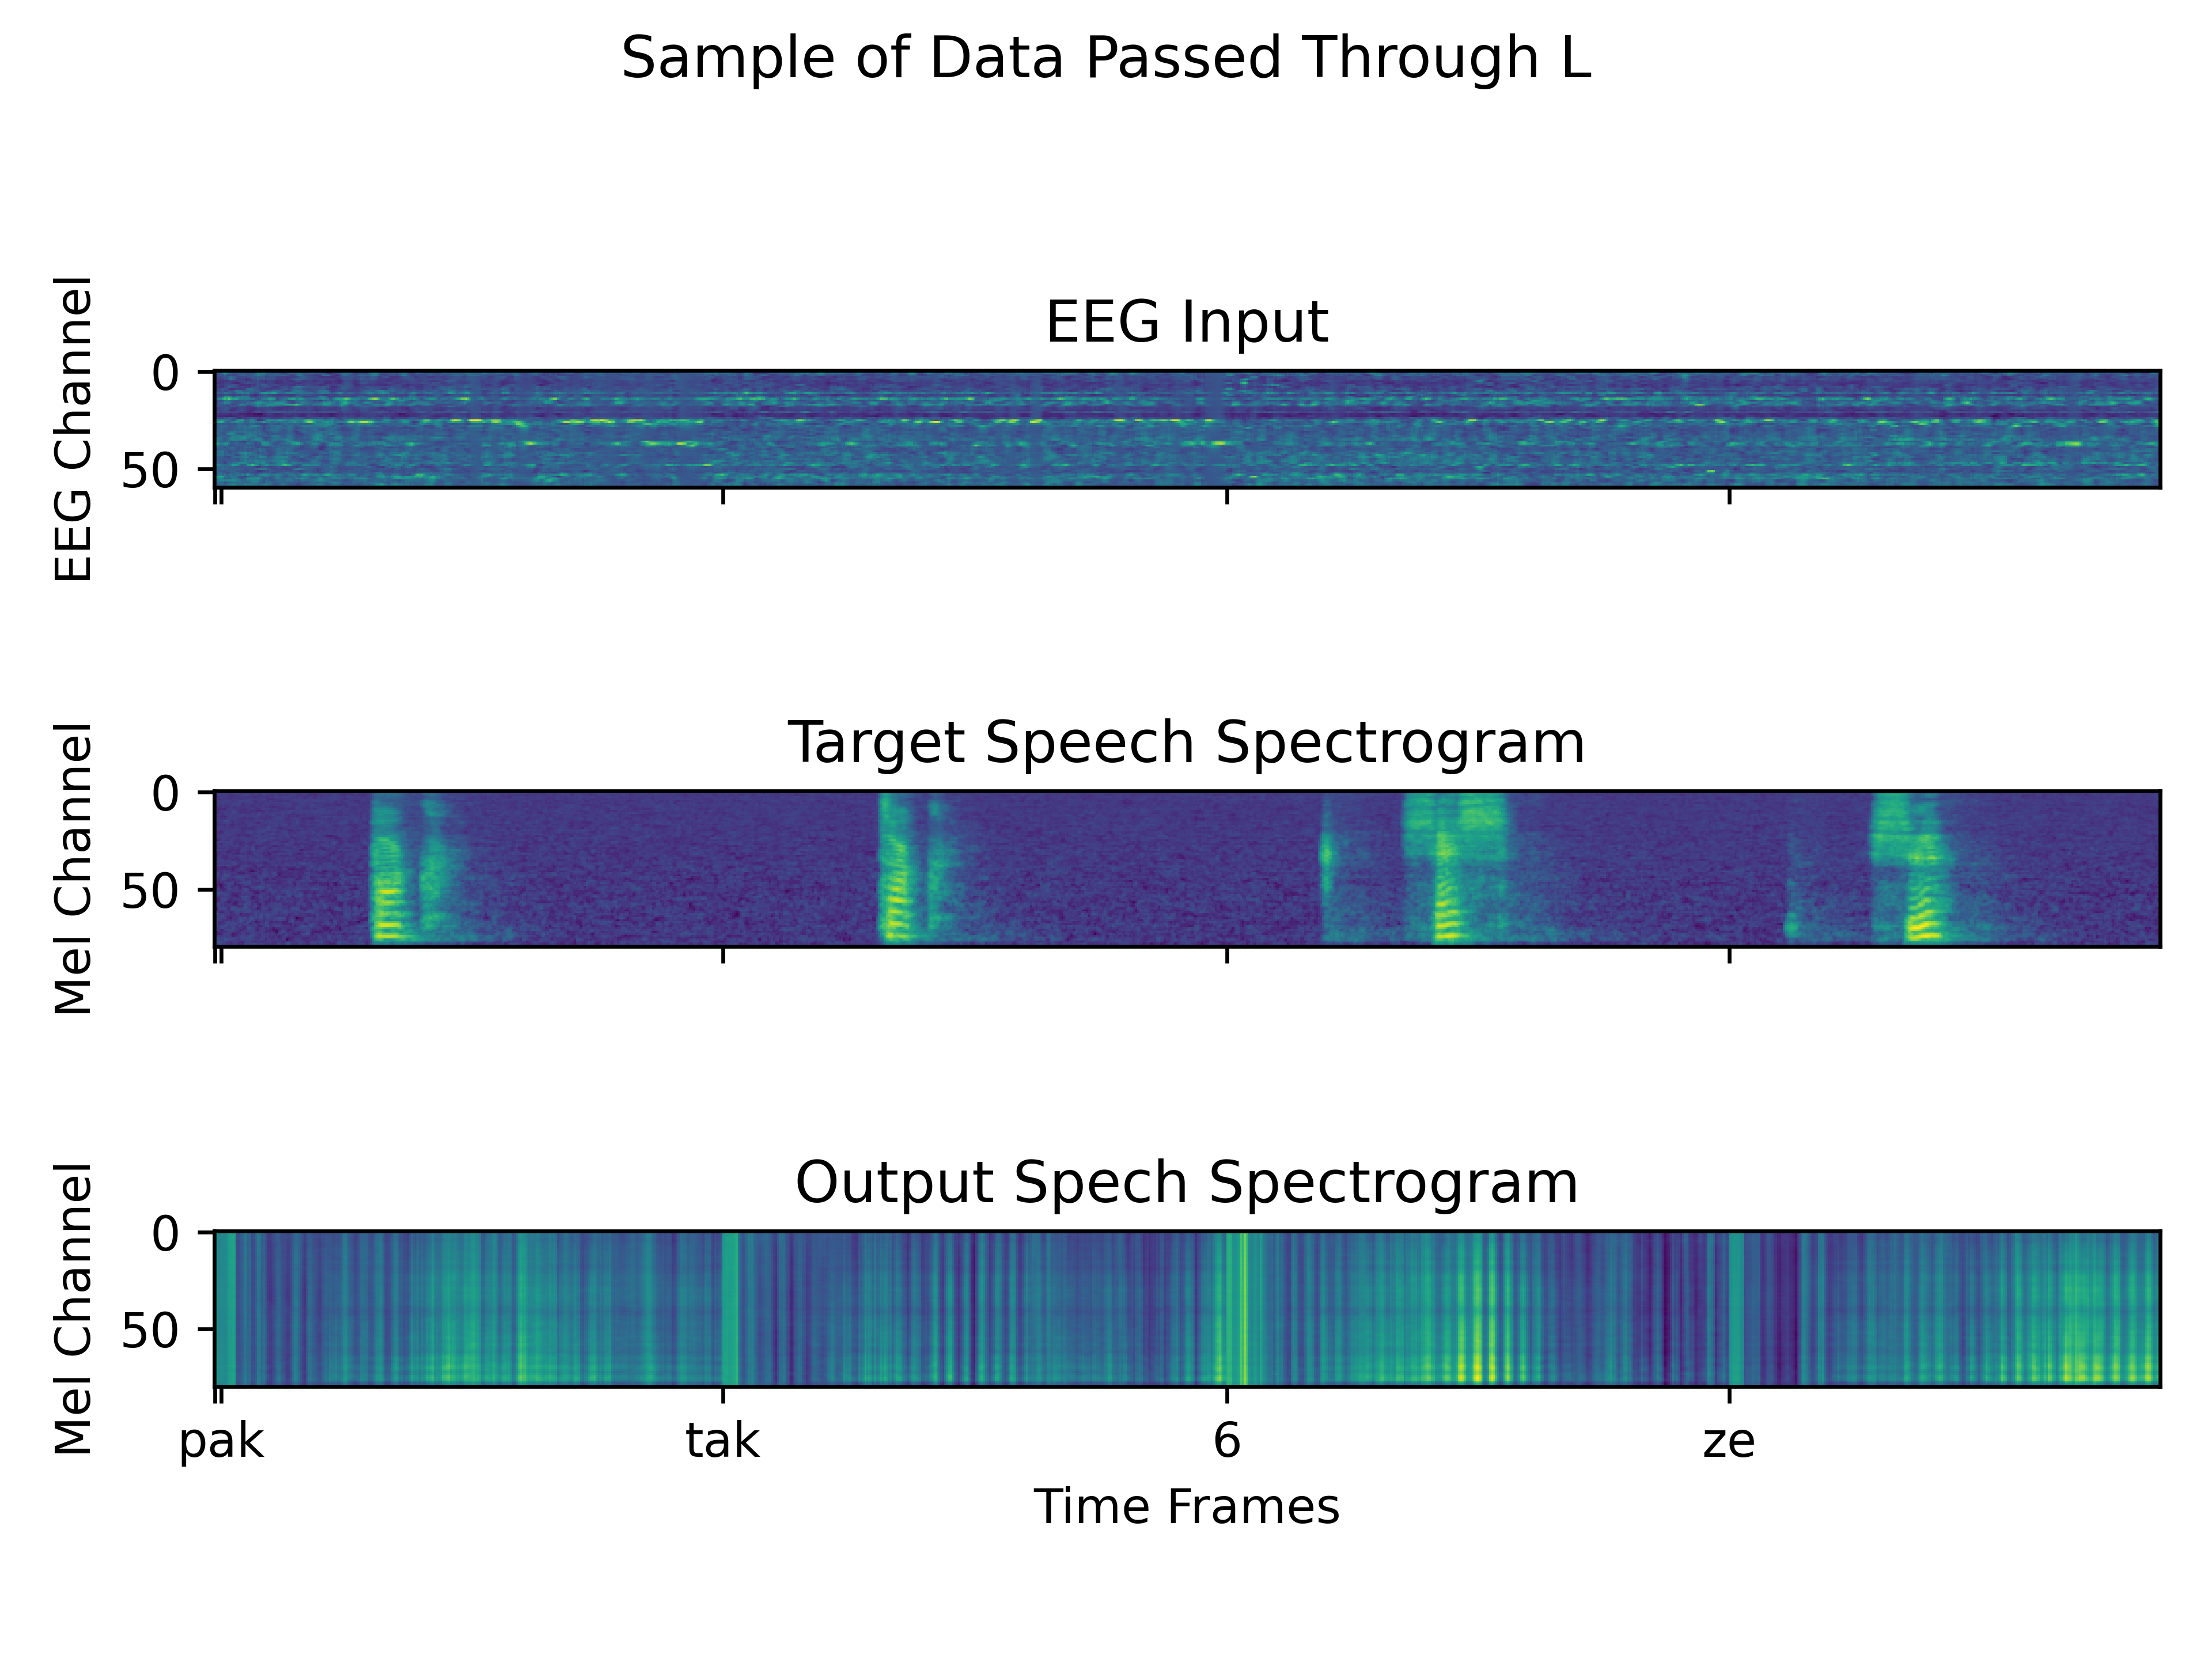 Sample of Data Passed Through L
EEG Input
EEG Channel
0
50
Target Speech Spectrogram
Mel Channel
0
50
Output Spech Spectrogram
Mel Channel
0
50
pak tak 6 ze
Time Frames